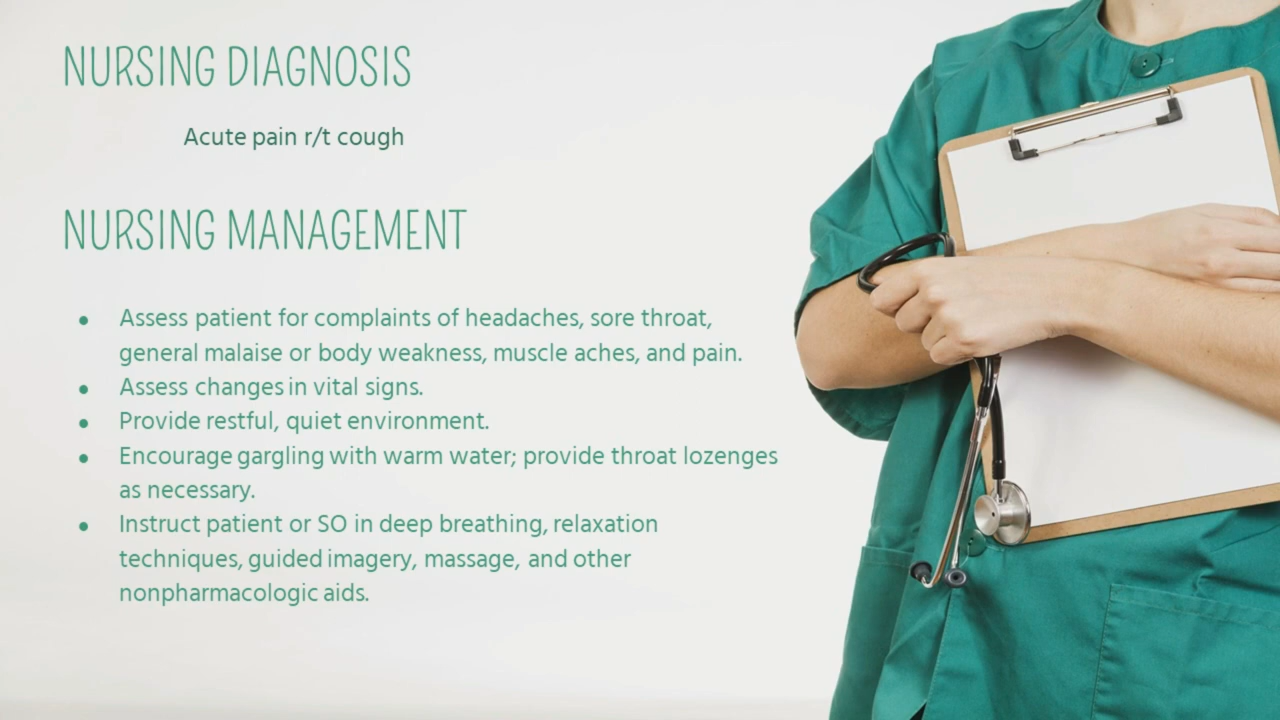 NURSING DIAGNOSIS
Acute pain r/t cough
NURSING MANAGEMENT
• Assess patient for complaints of headaches, sore throat,
general malaise or body weakness, muscle aches, and pain.
• Assess changes in vital signs.
• Provide restful, quiet environment.
• Encourage gargling with warm water; provide throat lozenges
as necessary.
• Instruct patient or SO in deep breathing, relaxation
techniques, guided imagery, massage, and other
nonpharmacologic aids.